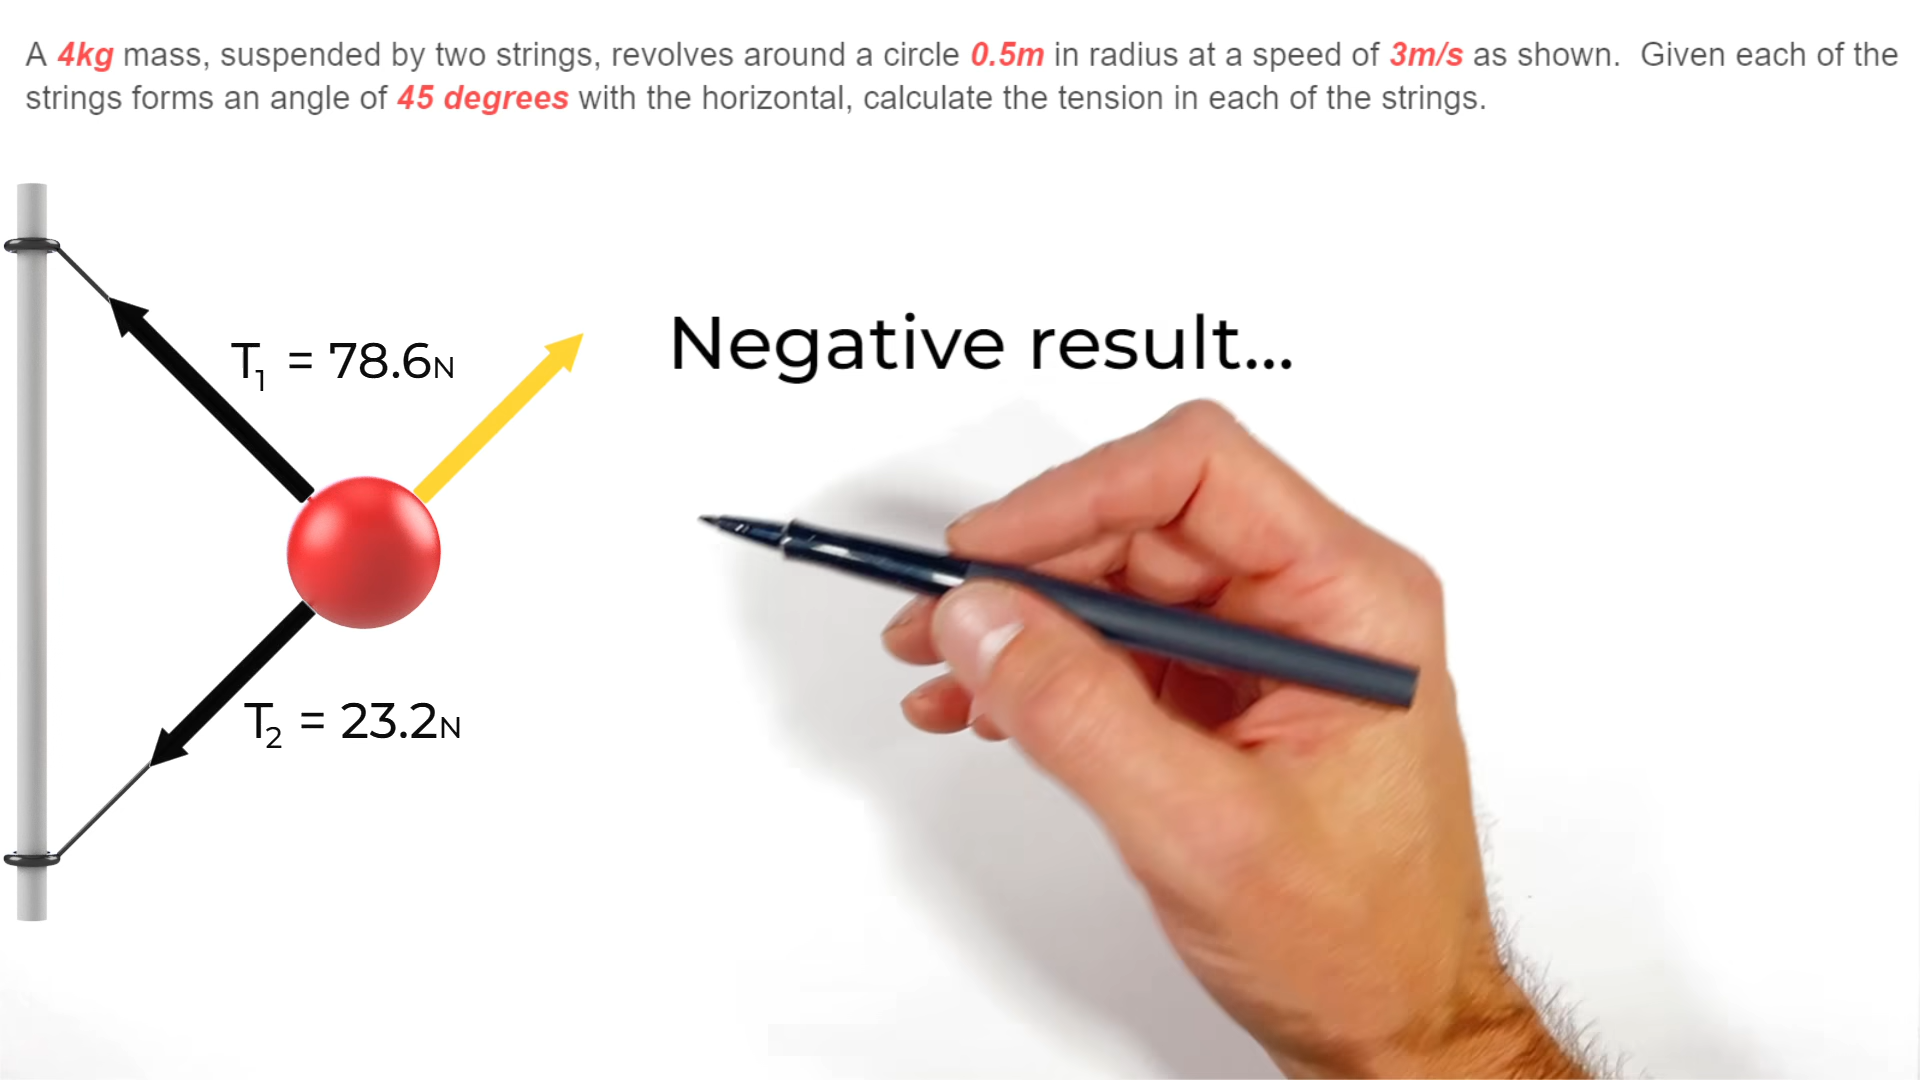 A 4kg mass, suspended by two strings, revolves around a circle 0.5m in radius at a speed of 3m/s as shown.  Given each of the
strings forms an angle of 45 degrees with the horizontal, calculate the tension in each of the strings.
T1 = 78.6N
Negative result...
T2 = 23.2N